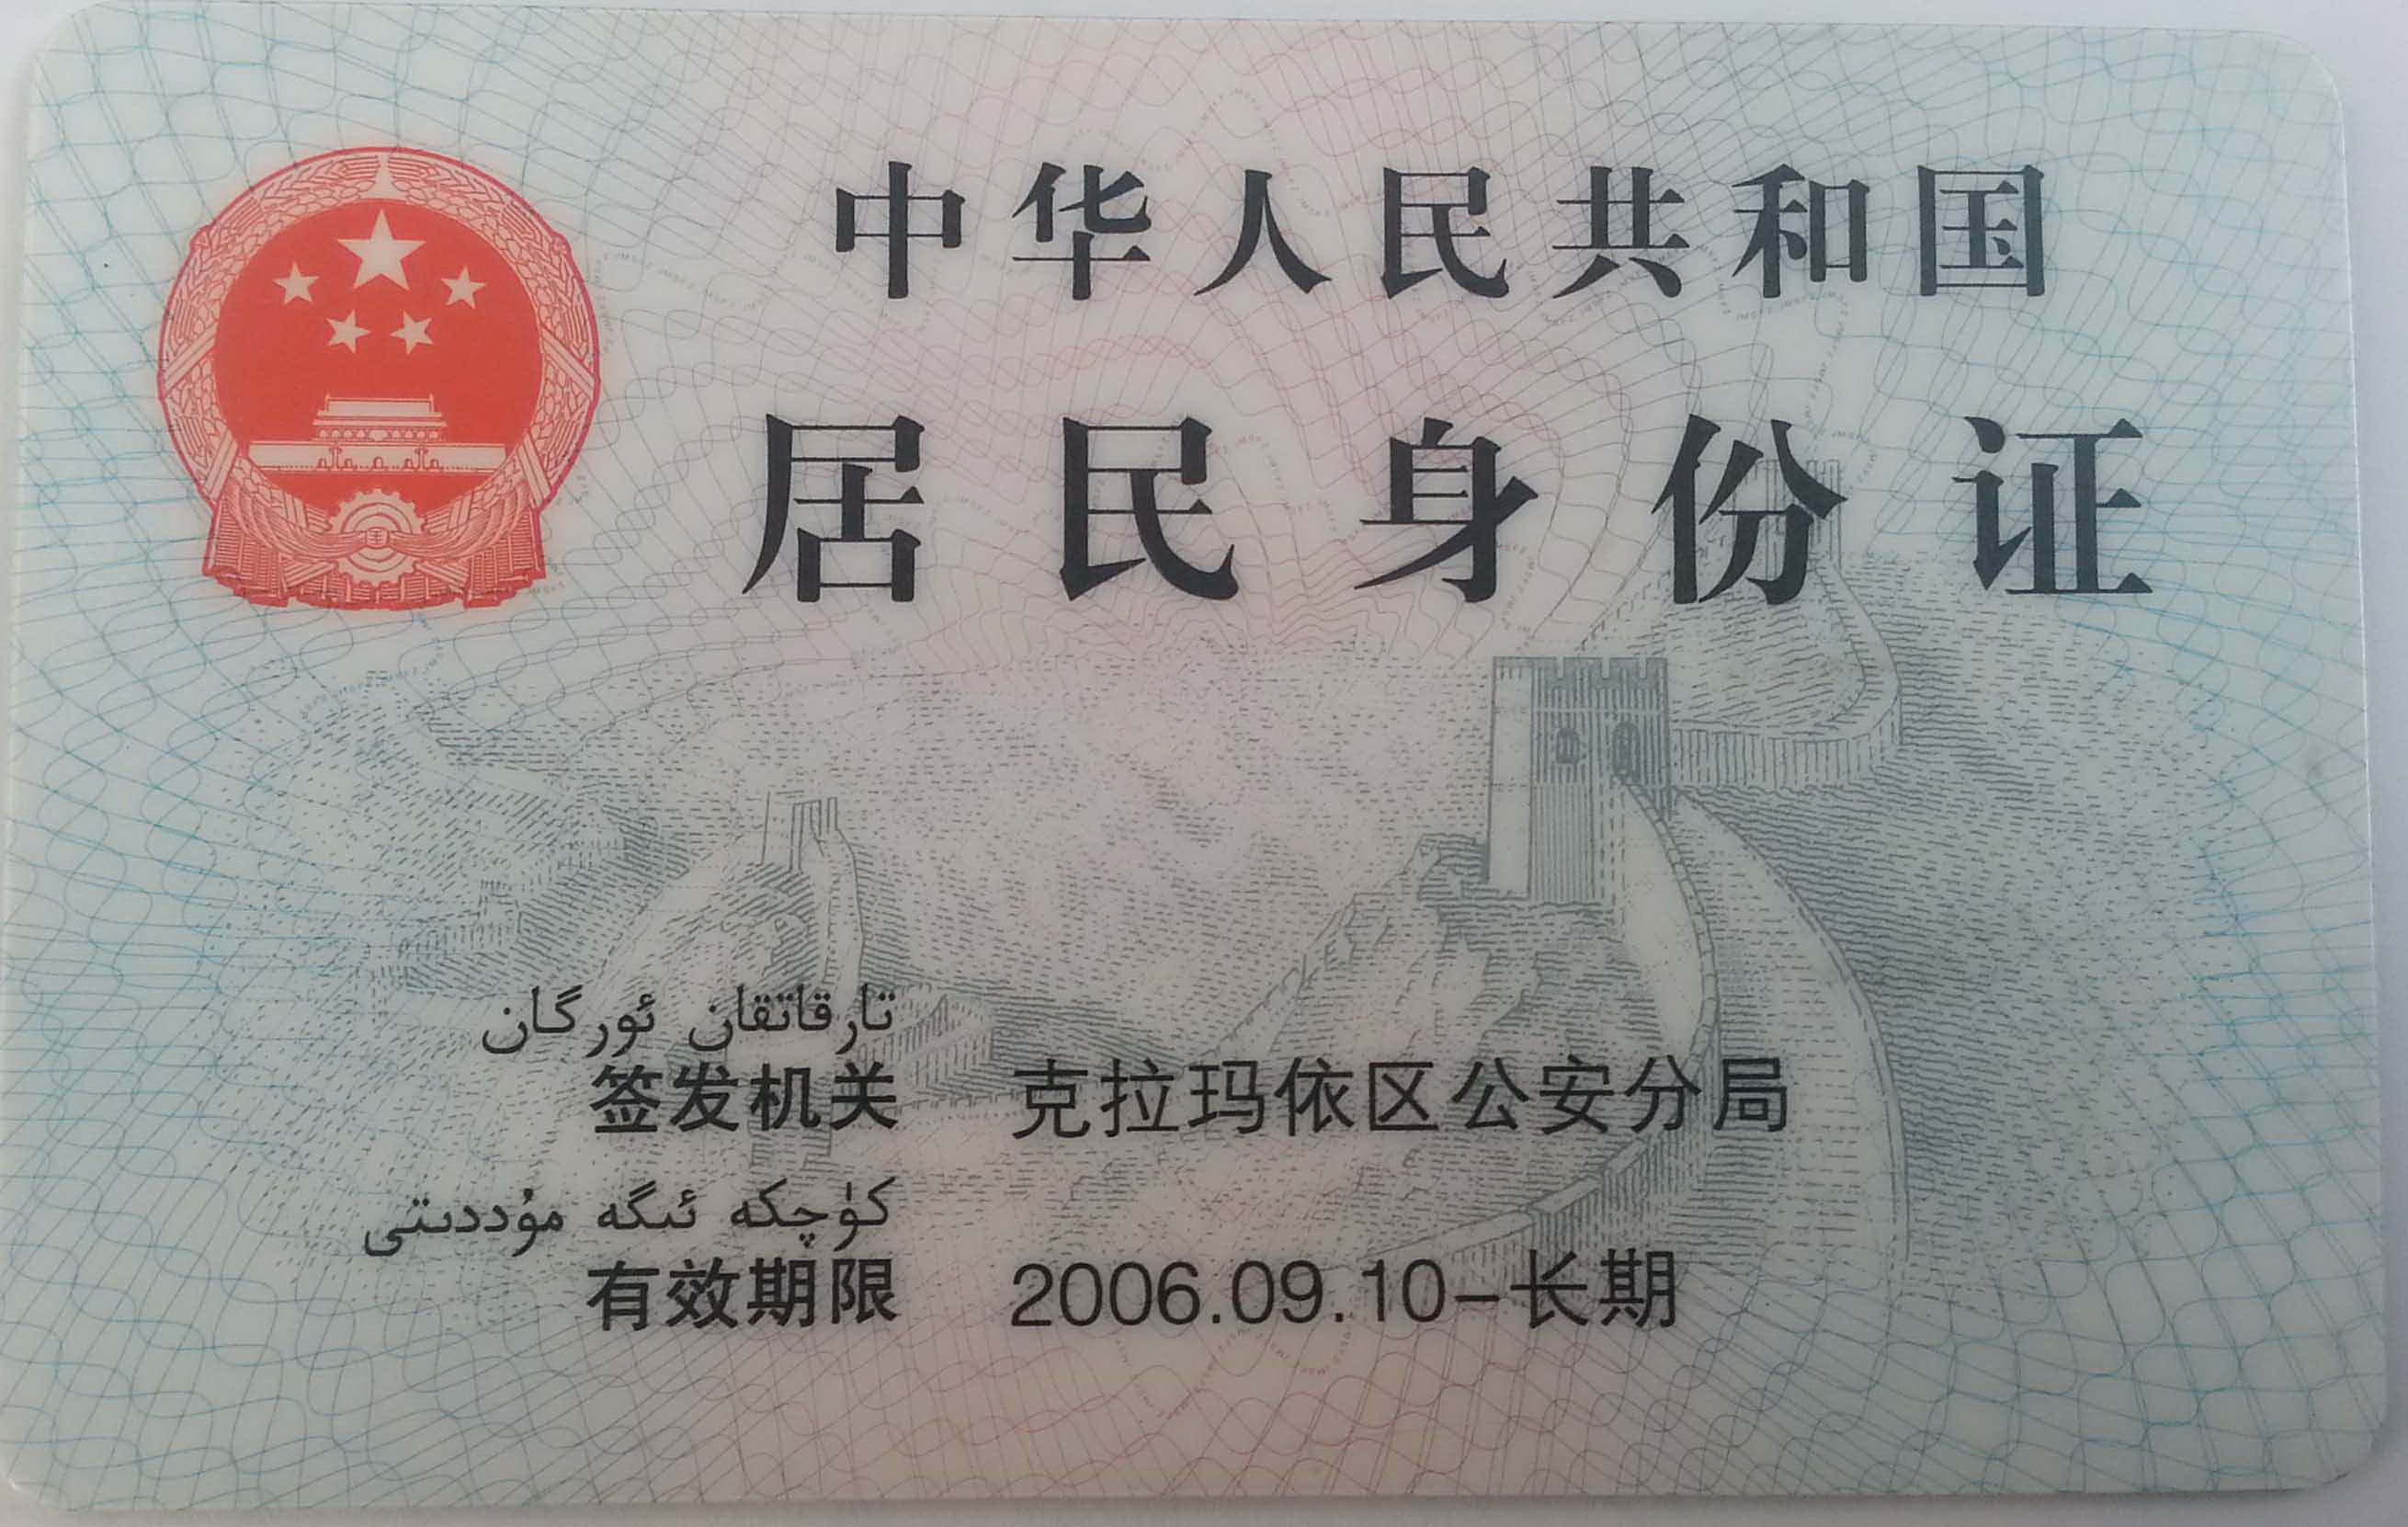 中华人民共和国
居民身份证
تارقاتقان ئورگان
签发机关 克拉玛依区公安分局
كۈچكە ئىگە مۇددىتى
有效期限 2006.09.10-长期